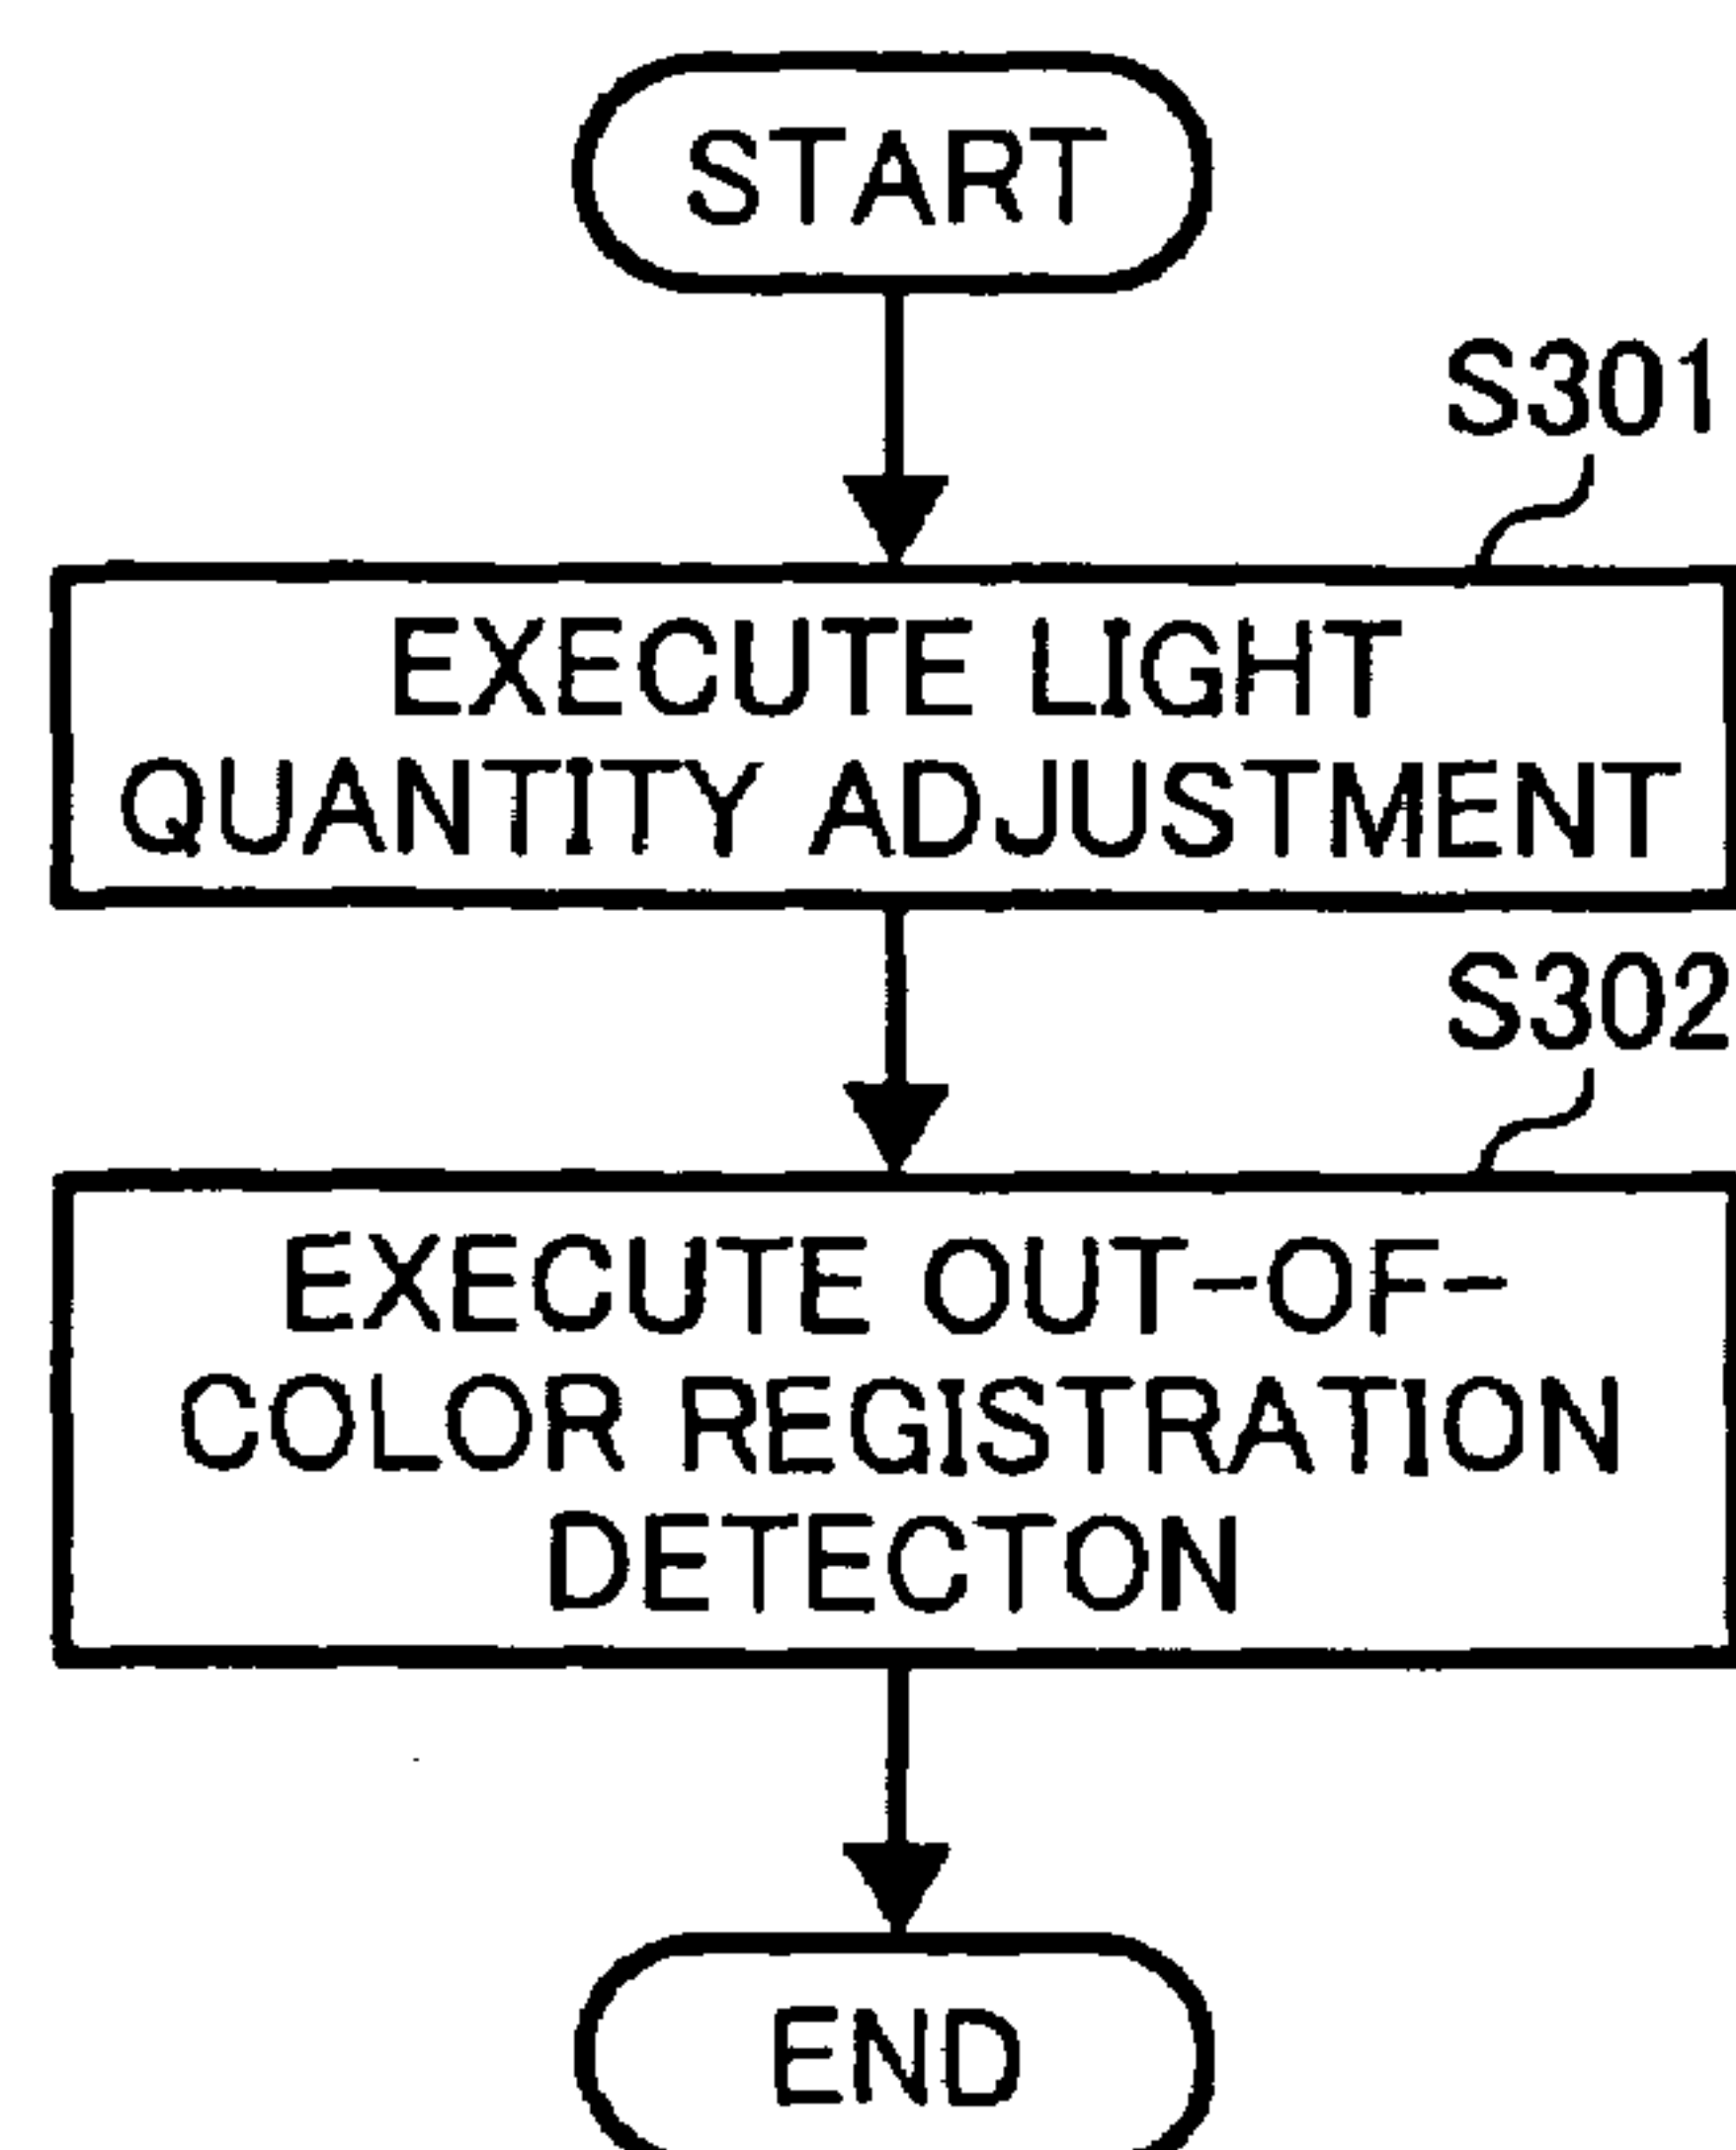 START
S301
EXECUTE LIGHT
QUANTITY ADJUSTMENT
S302
EXECUTE OUT-OF-
COLOR REGISTRATION
DETECTON
END